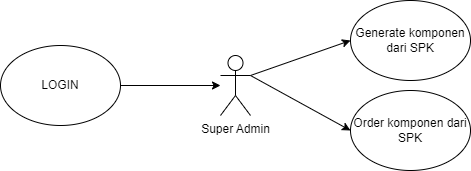 LOGIN
Super Admin
Generate komponen
dari SPK
Order komponen dari
SPK